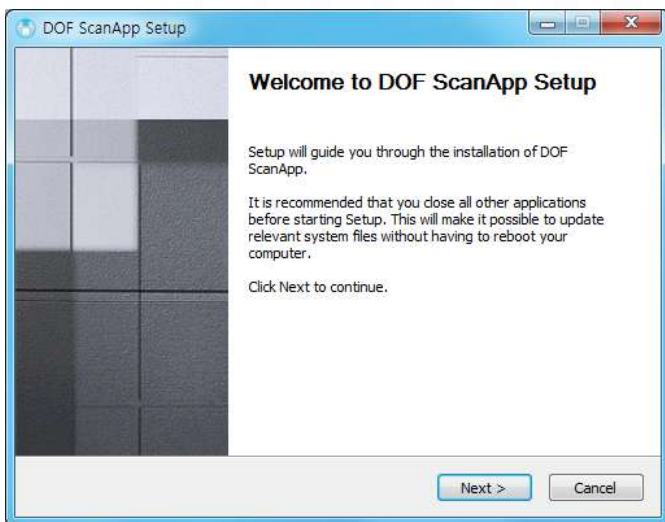 DOF ScanApp Setup
Welcome to DOF ScanApp Setup
Setup will guide you through the installation of DOF
ScanApp.
It is recommended that you close all other applications
before starting Setup. This will make it possible to update
relevant system files without having to reboot your
computer.
Click Next to continue.
Next >
Cancel